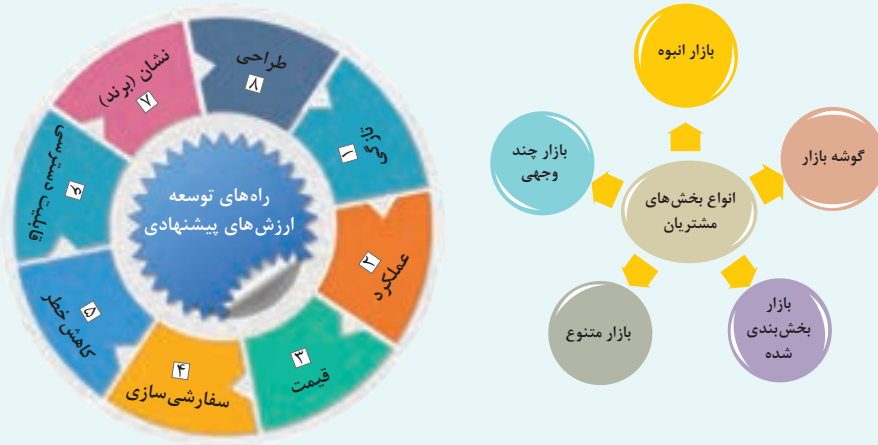 انواع بخش‌های
مشتریان
بازار انبوه
گوشه بازار
بازار
بخش‌بندی
شده
بازار متنوع
بازار چند
وجهی
راه‌های توسعه
ارزش‌های پیشنهادی
تازگی
۱
عملکرد
۲
قیمت
۳
سفارشی‌سازی
۴
کاهش خطر
۵
قابلیت دسترسی
۶
نشان (برند)
۷
طراحی
۸